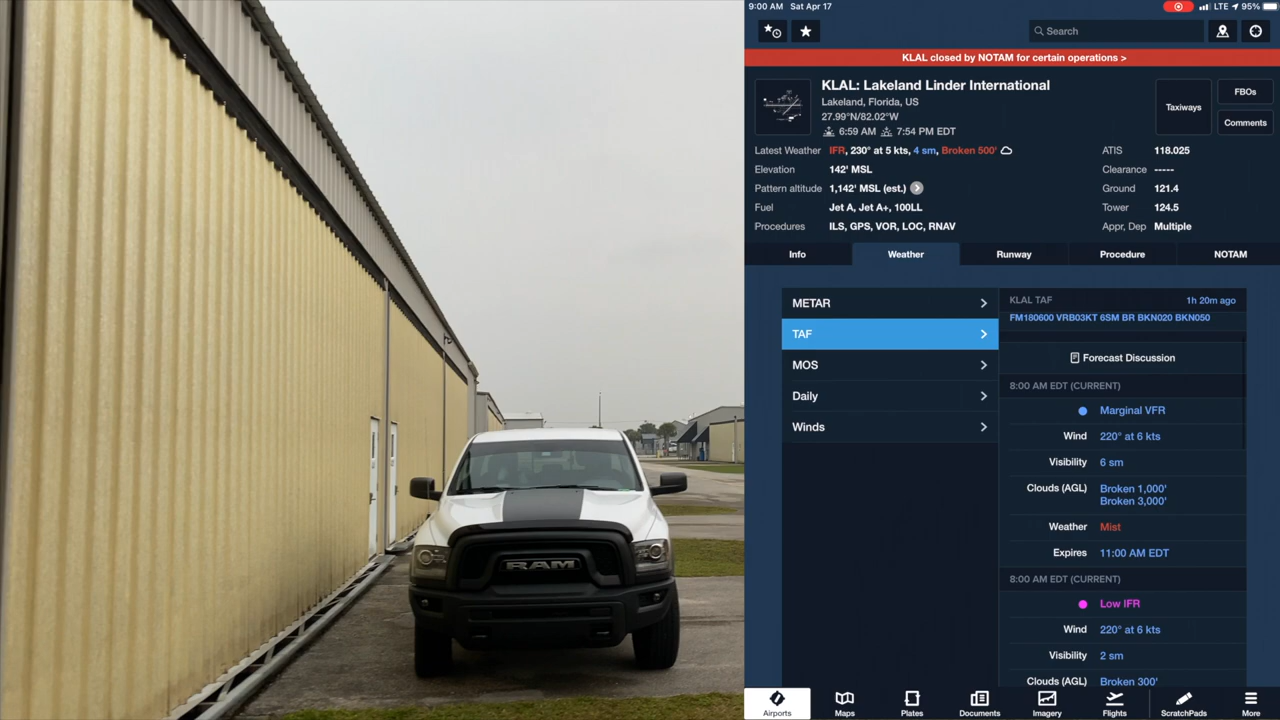 RAM
9:00 AM Sat Apr 17
LTE 95%
Search
KLAL closed by NOTAM for certain operations >
KLAL: Lakeland Linder International
Lakeland, Florida, US
27.99°N/82.02°W
6:59 AM 7:54 PM EDT
Taxiways
FBOs
Comments
Latest Weather IFR, 230° at 5 kts, 4 sm, Broken 500'
Elevation 142' MSL
Pattern altitude 1,142' MSL (est.)
Fuel Jet A, Jet A+, 100LL
Procedures ILS, GPS, VOR, LOC, RNAV
ATIS 118.025
Clearance -----
Ground 121.4
Tower 124.5
Appr, Dep Multiple
Info Weather Runway Procedure NOTAM
METAR
TAF
MOS
Daily
Winds
KLAL TAF 1h 20m ago
FM180600 VRB03KT 6SM BR BKN020 BKN050
Forecast Discussion
8:00 AM EDT (CURRENT)
Marginal VFR
Wind 220° at 6 kts
Visibility 6 sm
Clouds (AGL) Broken 1,000'
Broken 3,000'
Weather Mist
Expires 11:00 AM EDT
8:00 AM EDT (CURRENT)
Low IFR
Wind 220° at 6 kts
Visibility 2 sm
Clouds (AGL) Broken 300'
Airports Maps Plates Documents Imagery Flights ScratchPads More